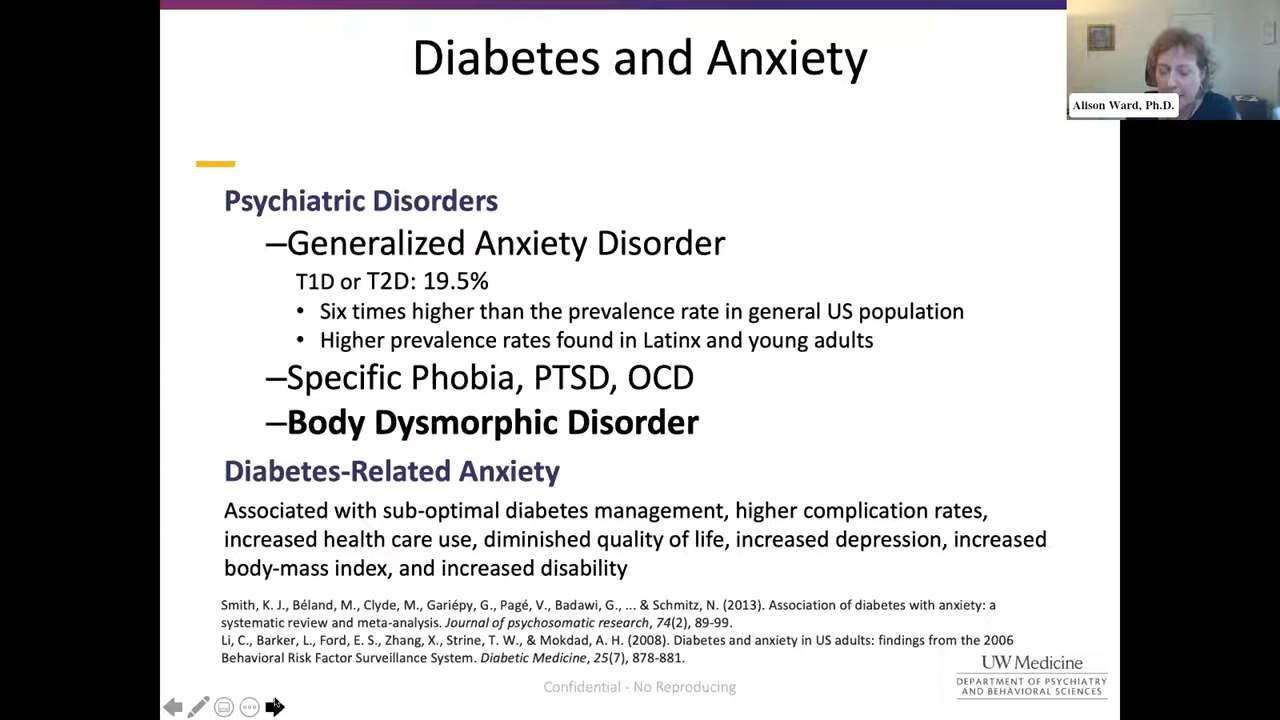 Diabetes and Anxiety
Alison Ward, Ph.D.
Psychiatric Disorders
–Generalized Anxiety Disorder
T1D or T2D: 19.5%
• Six times higher than the prevalence rate in general US population
• Higher prevalence rates found in Latinx and young adults
–Specific Phobia, PTSD, OCD
–Body Dysmorphic Disorder
Diabetes-Related Anxiety
Associated with sub-optimal diabetes management, higher complication rates,
increased health care use, diminished quality of life, increased depression, increased
body-mass index, and increased disability
Smith, K. J., Béland, M., Clyde, M., Gariépy, G., Pagé, V., Badawi, G., ... & Schmitz, N. (2013). Association of diabetes with anxiety: a
systematic review and meta-analysis. Journal of psychosomatic research, 74(2), 89-99.
Li, C., Barker, L., Ford, E. S., Zhang, X., Strine, T. W., & Mokdad, A. H. (2008). Diabetes and anxiety in US adults: findings from the 2006
Behavioral Risk Factor Surveillance System. Diabetic Medicine, 25(7), 878-881.
UW Medicine
DEPARTMENT OF PSYCHIATRY
AND BEHAVIORAL SCIENCES
Confidential - No Reproducing